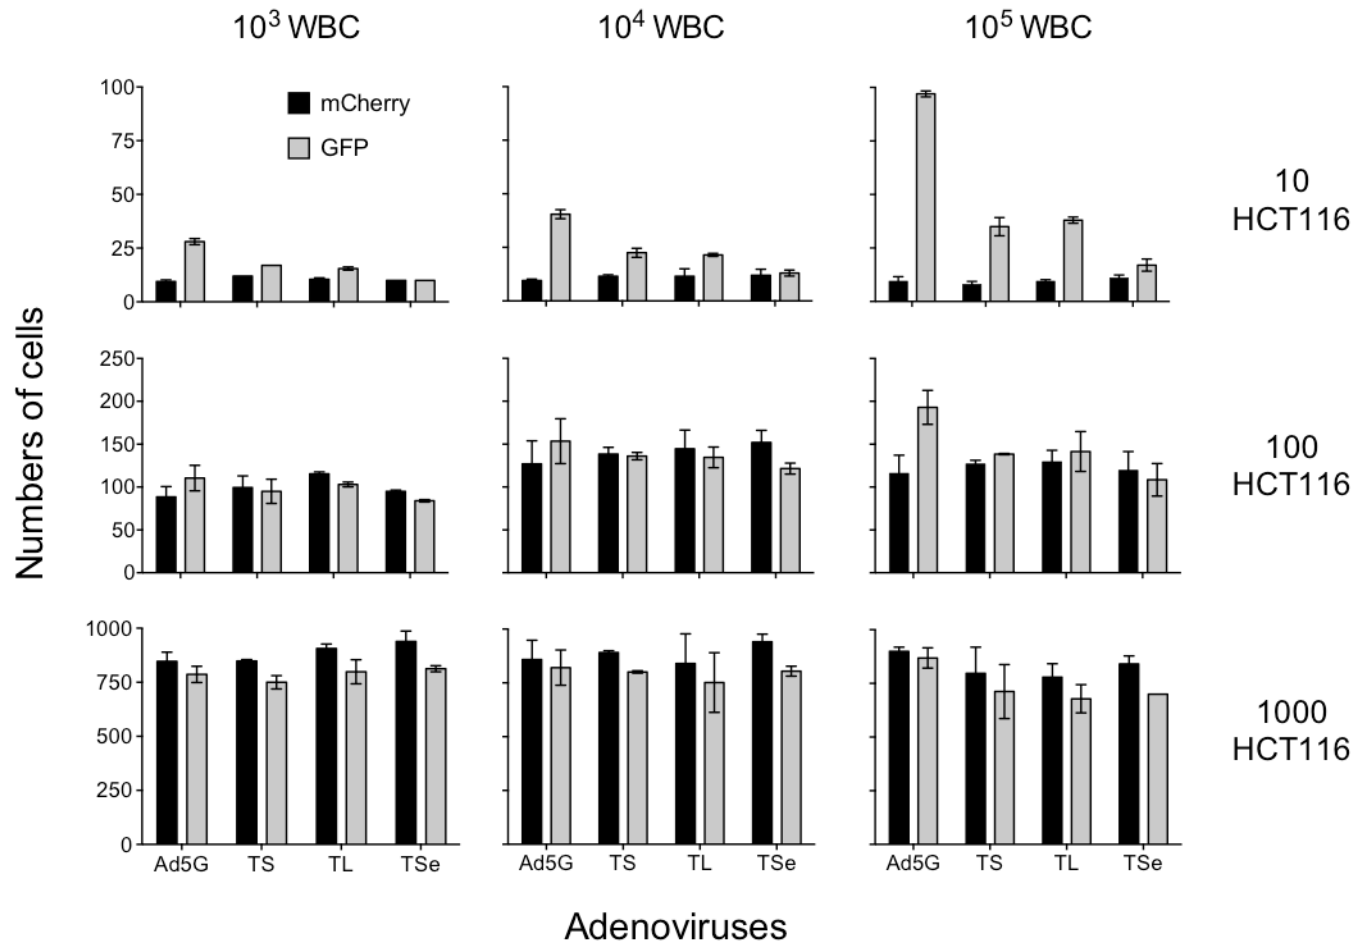 10³ WBC
10⁴ WBC
10⁵ WBC
mCherry
GFP
100
75
50
25
0
10
HCT116
250
200
150
100
50
0
100
HCT116
1000
750
500
250
0
1000
HCT116
Ad5G TS TL TSe
Ad5G TS TL TSe
Ad5G TS TL TSe
Numbers of cells
Adenoviruses